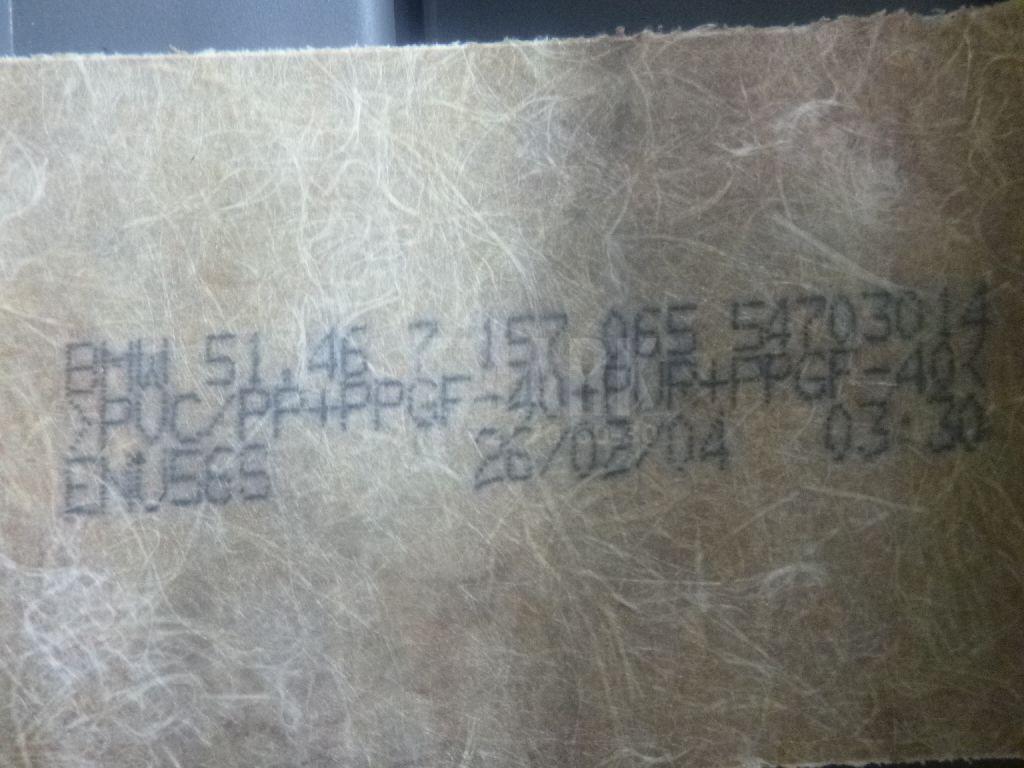 BMW 51.46 7 157 065 54703014
>PVC/PP+PPGF-40+PUR+PPGF-40<
26/02/04 03:30